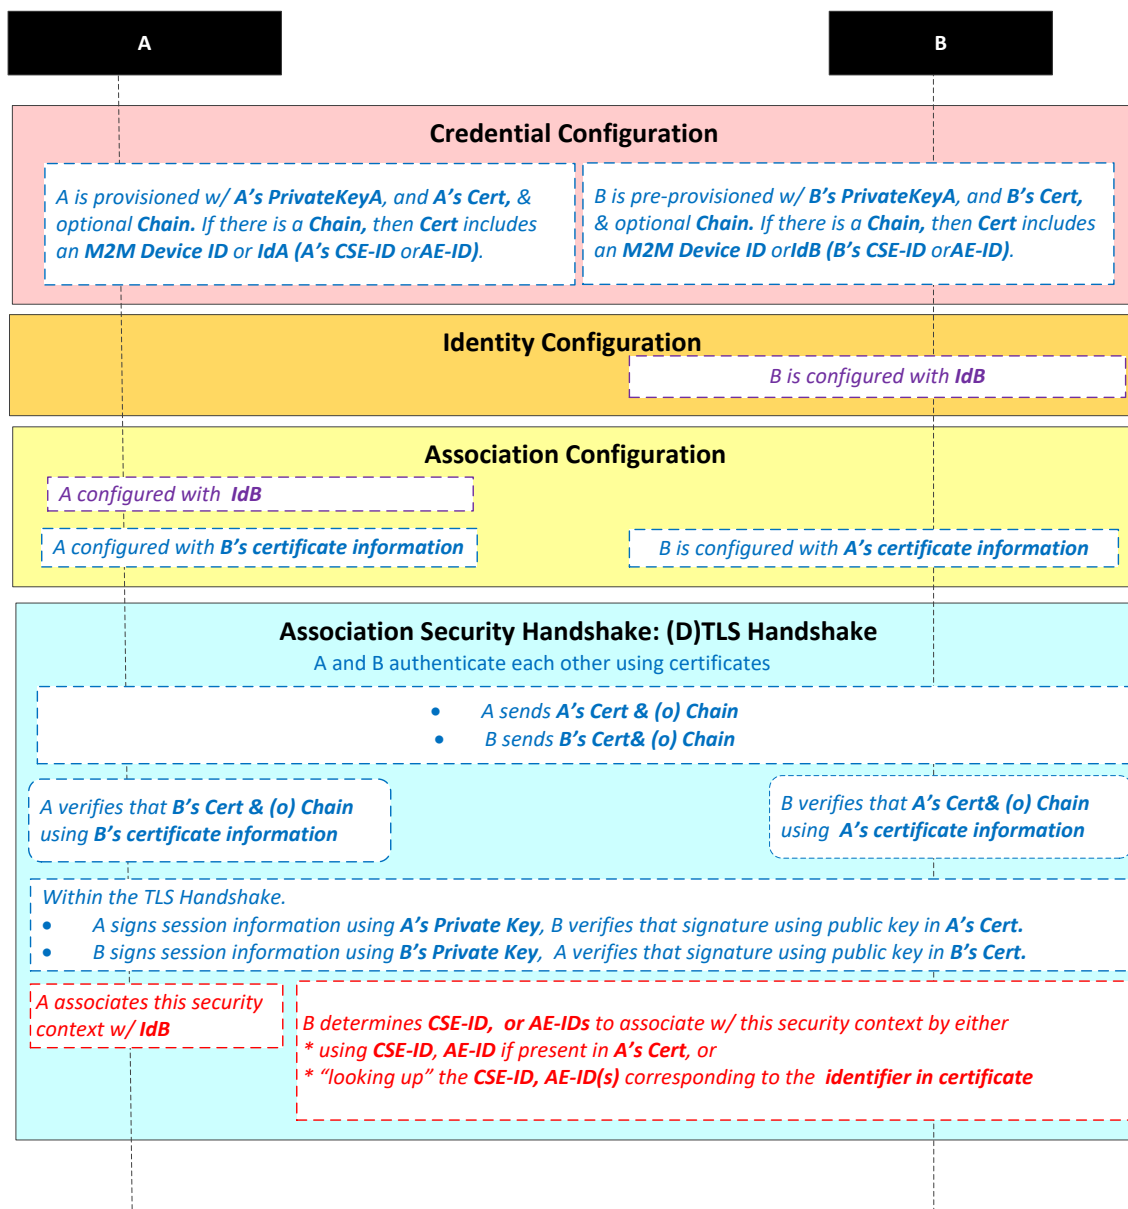 A
B
Credential Configuration
A is provisioned w/ A’s PrivateKeyA, and A’s Cert, &
optional Chain. If there is a Chain, then Cert includes
an M2M Device ID or IdA (A’s CSE-ID orAE-ID).
B is pre-provisioned w/ B’s PrivateKeyA, and B’s Cert,
& optional Chain. If there is a Chain, then Cert includes
an M2M Device ID orIdB (B’s CSE-ID orAE-ID).
Identity Configuration
B is configured with IdB
Association Configuration
A configured with IdB
A configured with B’s certificate information
B is configured with A’s certificate information
Association Security Handshake: (D)TLS Handshake
A and B authenticate each other using certificates
• A sends A’s Cert & (o) Chain
• B sends B’s Cert& (o) Chain
A verifies that B’s Cert & (o) Chain
using B’s certificate information
B verifies that A’s Cert& (o) Chain
using A’s certificate information
Within the TLS Handshake.
• A signs session information using A’s Private Key, B verifies that signature using public key in A’s Cert.
• B signs session information using B’s Private Key, A verifies that signature using public key in B’s Cert.
A associates this security
context w/ IdB
B determines CSE-ID, or AE-IDs to associate w/ this security context by either
* using CSE-ID, AE-ID if present in A’s Cert, or
* “looking up” the CSE-ID, AE-ID(s) corresponding to the identifier in certificate